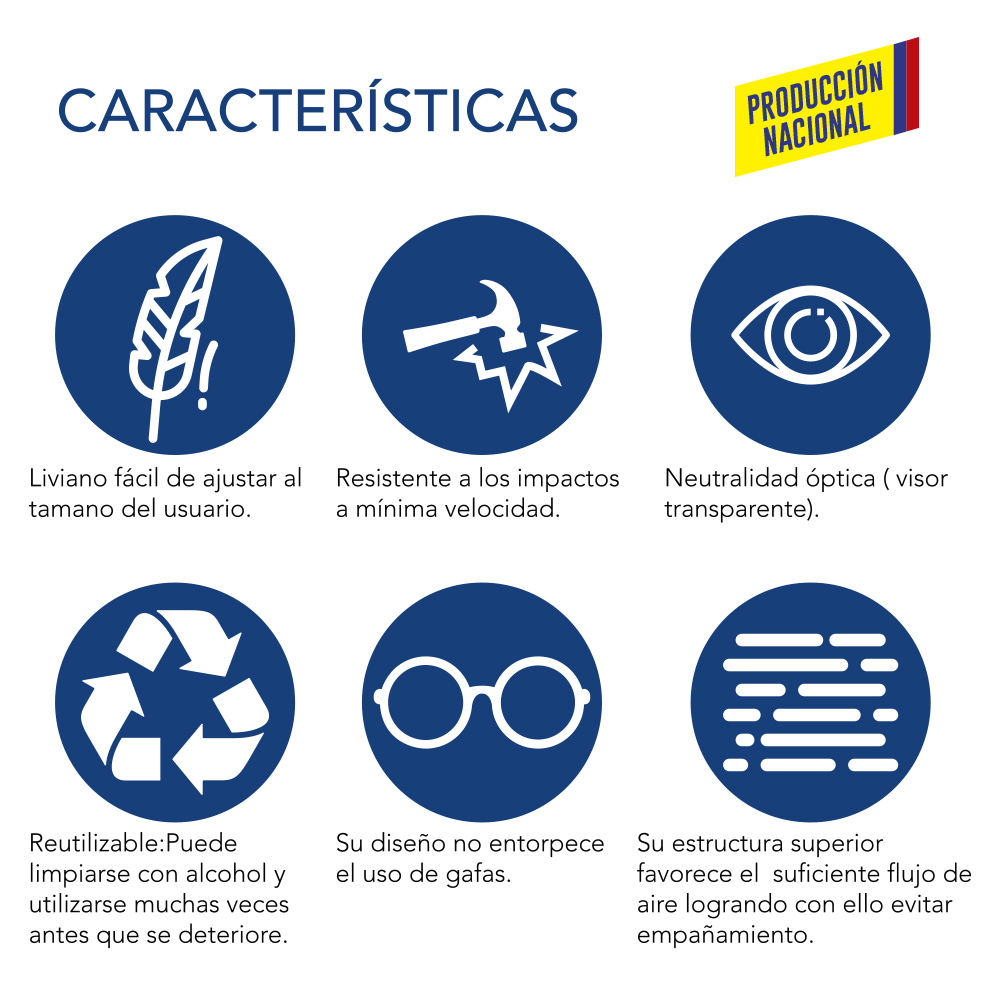 CARACTERÍSTICAS
PRODUCCIÓN
NACIONAL
Liviano fácil de ajustar al
tamano del usuario.
Resistente a los impactos
a mínima velocidad.
Neutralidad óptica ( visor
transparente).
Reutilizable:Puede
limpiarse con alcohol y
utilizarse muchas veces
antes que se deteriore.
Su diseño no entorpece
el uso de gafas.
Su estructura superior
favorece el  suficiente flujo de
aire logrando con ello evitar
empañamiento.